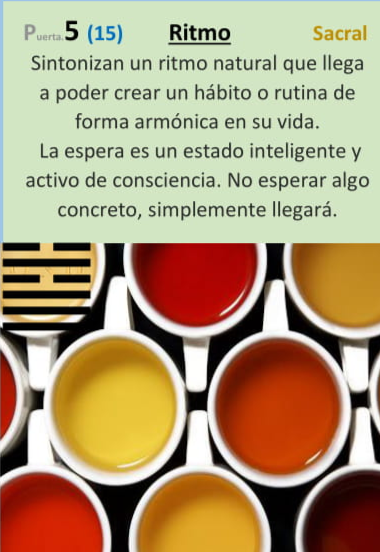 Puerta.5 (15) Ritmo Sacral
Sintonizan un ritmo natural que llega
a poder crear un hábito o rutina de
forma armónica en su vida.
La espera es un estado inteligente y
activo de consciencia. No esperar algo
concreto, simplemente llegará.